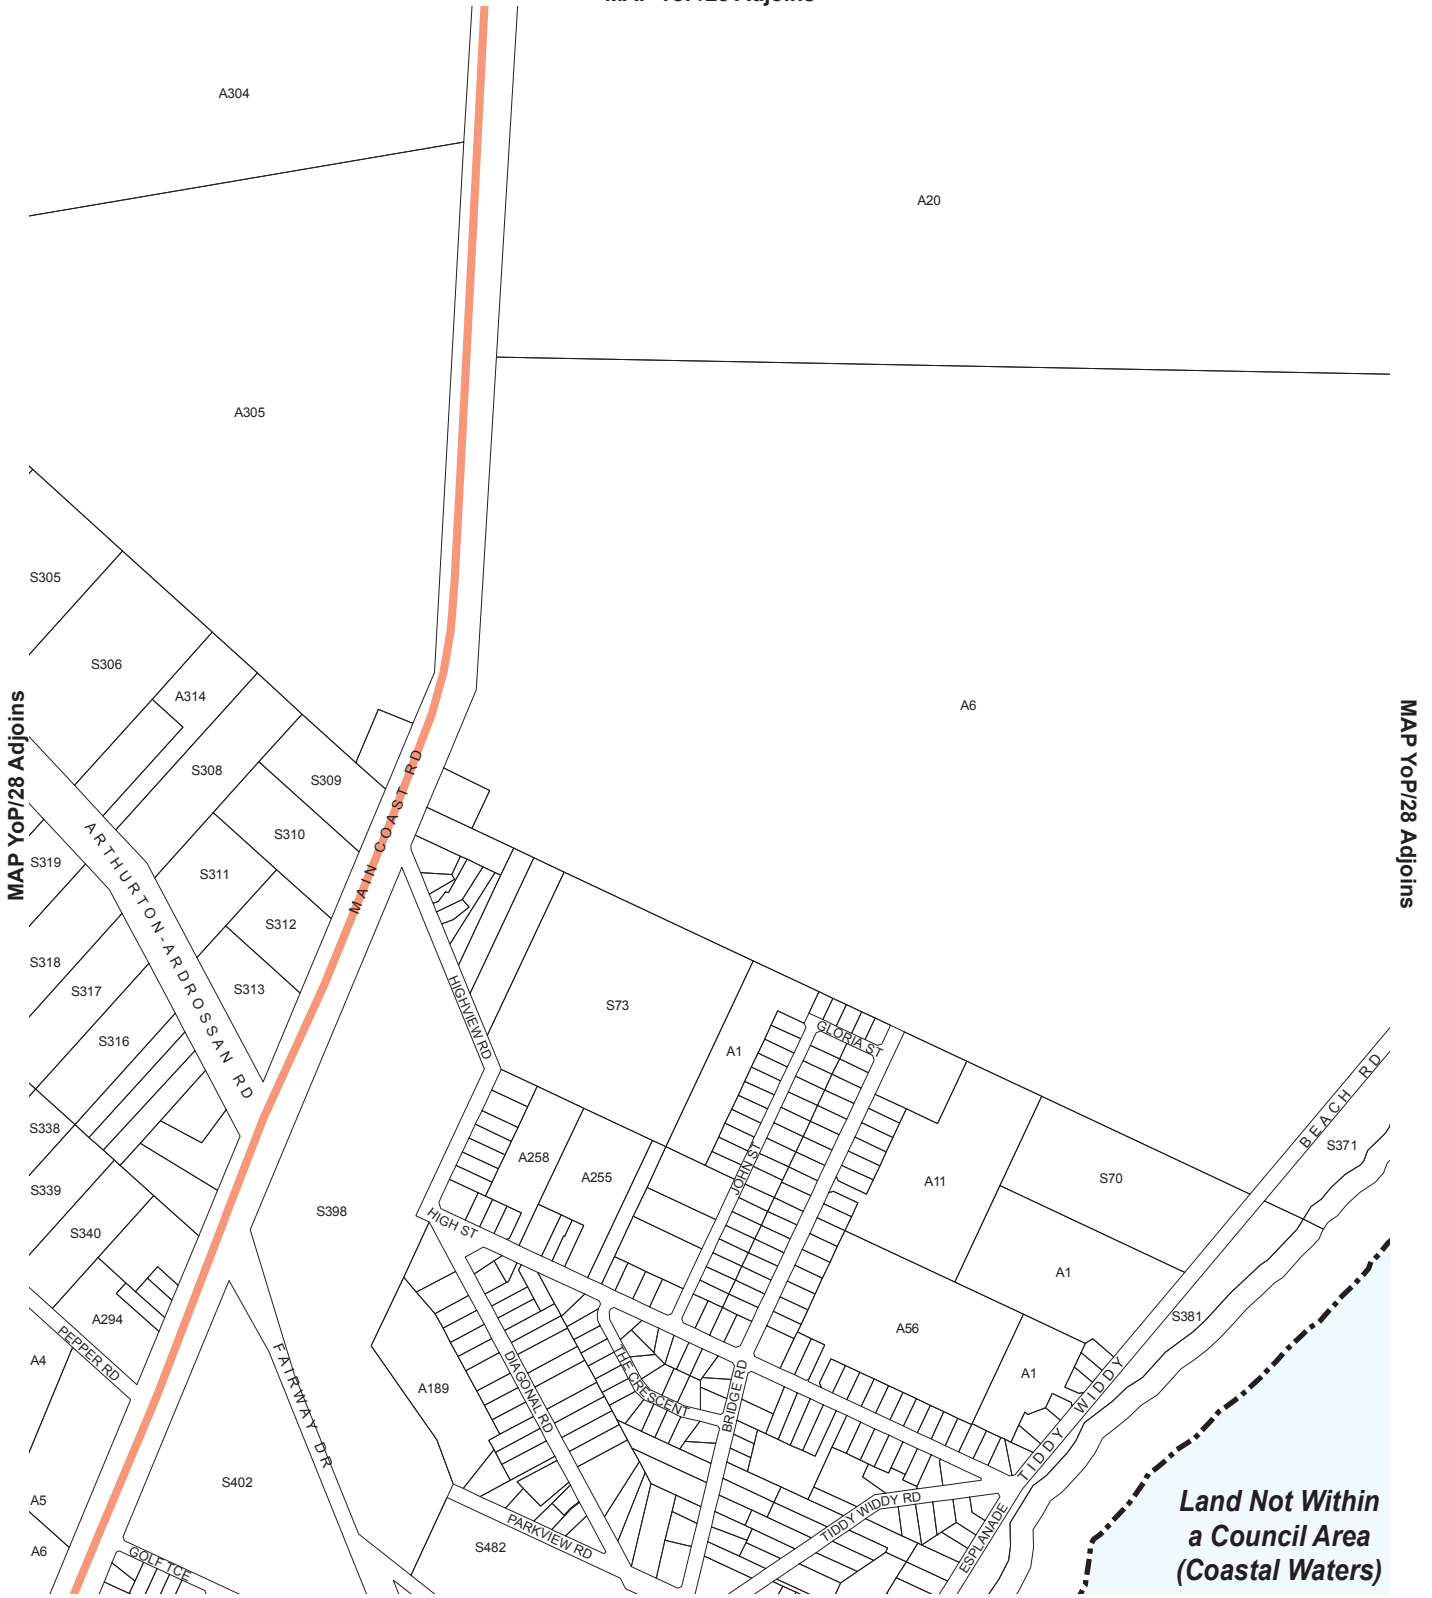 A304
A20
A305
A6
S305
S306
A314
S308
S309
S310
S311
S312
S313
S319
S318
S317
S316
S338
S339
S340
A294
A4
A5
A6
MAP YoP/28 Adjoins
MAP YoP/28 Adjoins
MAIN COAST RD
ARTHURTON-ARDROSSAN RD
HIGHVIEW RD
S73
A1
GLORIA ST
JOHN ST
A258
A255
A11
S70
A1
A56
A1
BEACH RD
S371
S381
TIDDY WIDDY
S398
HIGH ST
A189
DIAGONAL RD
THE CRESCENT
BRIDGE RD
PEPPER RD
FAIRWAY DR
S402
S482
PARKVIEW RD
TIDDY WIDDY RD
ESPLANADE
GOLF TCE
Land Not Within
a Council Area
(Coastal Waters)